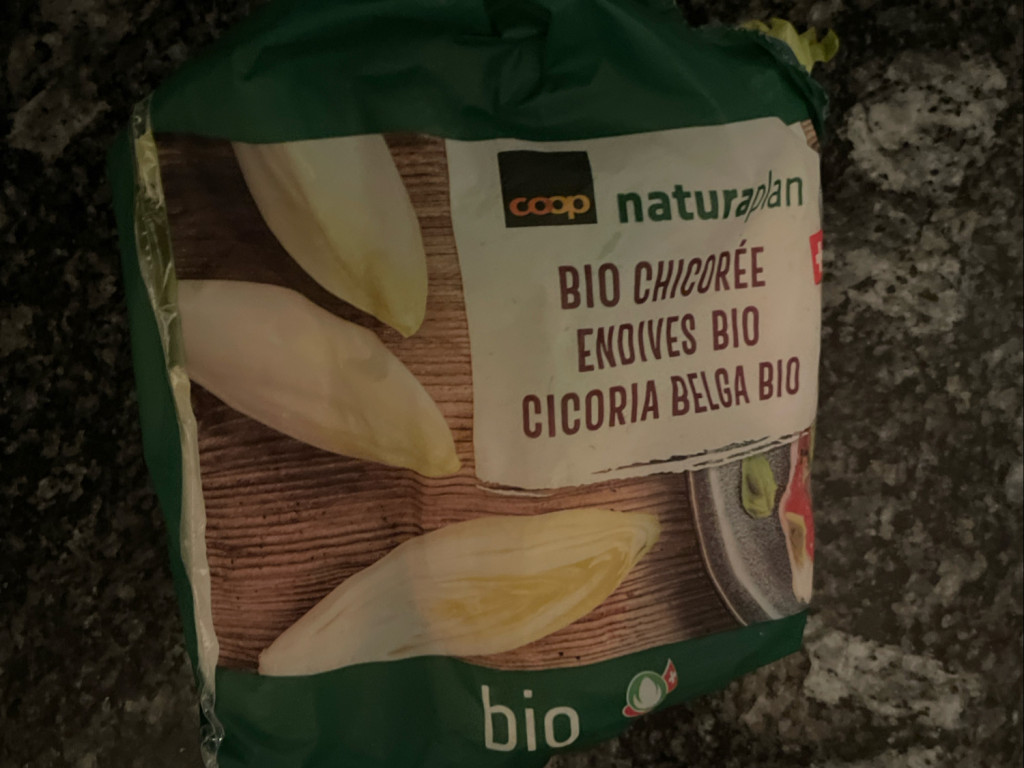 coop
naturaplan
BIO CHICORÉE
ENDIVES BIO
CICORIA BELGA BIO
bio